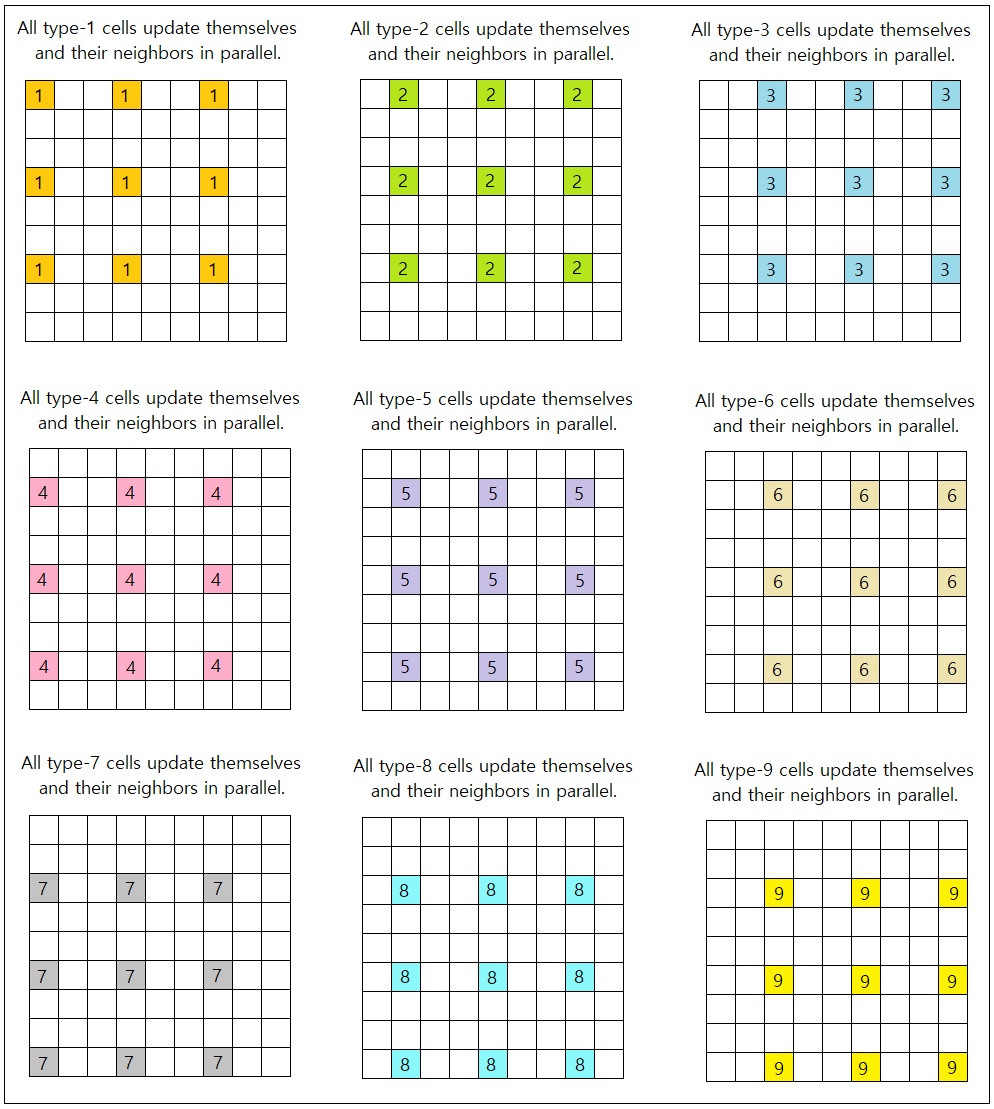 All type-1 cells update themselves
and their neighbors in parallel.
All type-2 cells update themselves
and their neighbors in parallel.
All type-3 cells update themselves
and their neighbors in parallel.
1 1 1
1 1 1
1 1 1
2 2 2
2 2 2
2 2 2
3 3 3
3 3 3
3 3 3
All type-4 cells update themselves
and their neighbors in parallel.
All type-5 cells update themselves
and their neighbors in parallel.
All type-6 cells update themselves
and their neighbors in parallel.
4 4 4
4 4 4
4 4 4
5 5 5
5 5 5
5 5 5
6 6 6
6 6 6
6 6 6
All type-7 cells update themselves
and their neighbors in parallel.
All type-8 cells update themselves
and their neighbors in parallel.
All type-9 cells update themselves
and their neighbors in parallel.
7 7 7
7 7 7
7 7 7
8 8 8
8 8 8
8 8 8
9 9 9
9 9 9
9 9 9